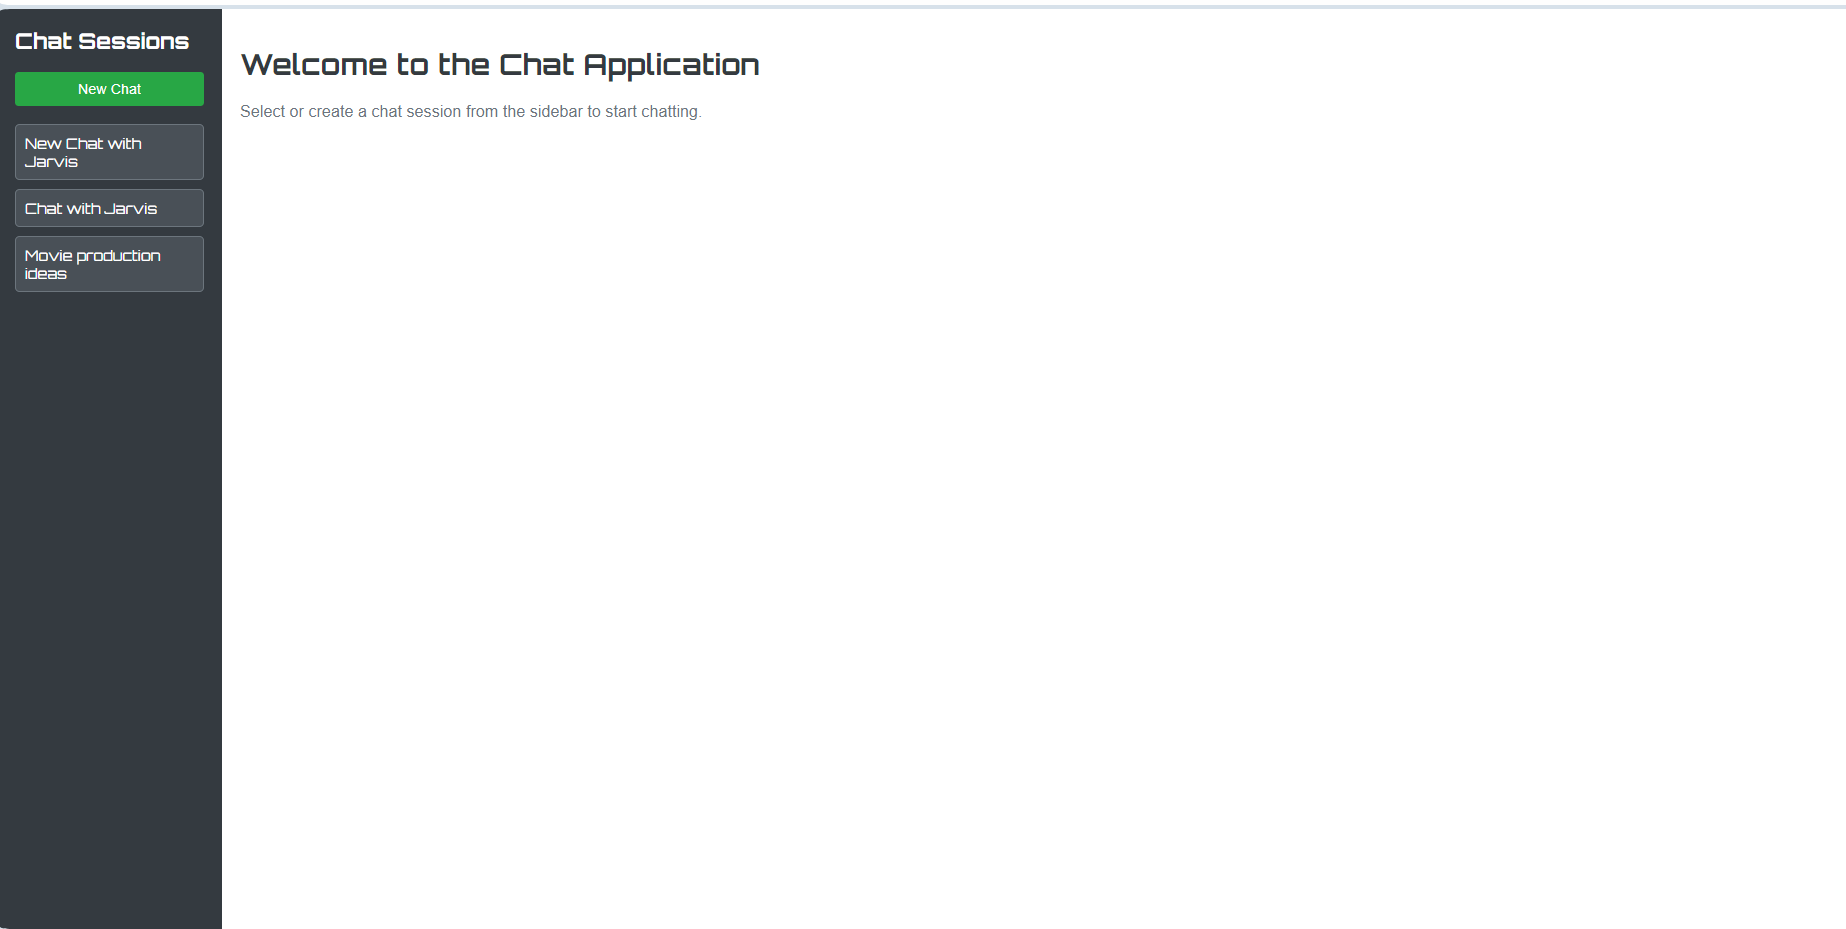 Chat Sessions
New Chat
New Chat with
Jarvis
Chat with Jarvis
Movie production
ideas
Welcome to the Chat Application
Select or create a chat session from the sidebar to start chatting.